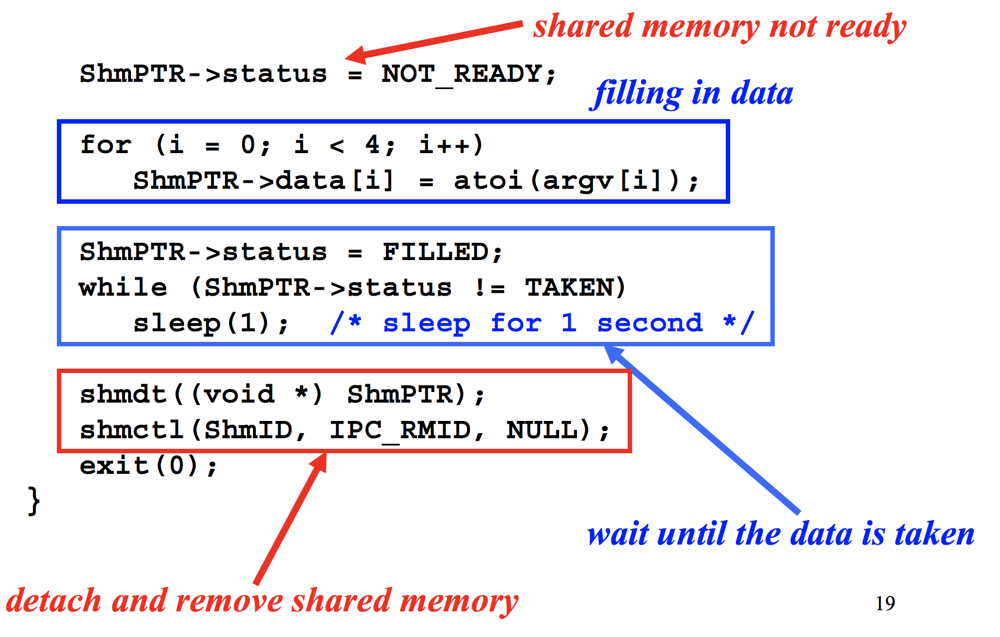 shared memory not ready
ShmPTR->status = NOT_READY;
filling in data
for (i = 0; i < 4; i++)
ShmPTR->data[i] = atoi(argv[i]);
ShmPTR->status = FILLED;
while (ShmPTR->status != TAKEN)
sleep(1); /* sleep for 1 second */
shmdt((void *) ShmPTR);
shmctl(ShmID, IPC_RMID, NULL);
exit(0);
}
wait until the data is taken
detach and remove shared memory
19